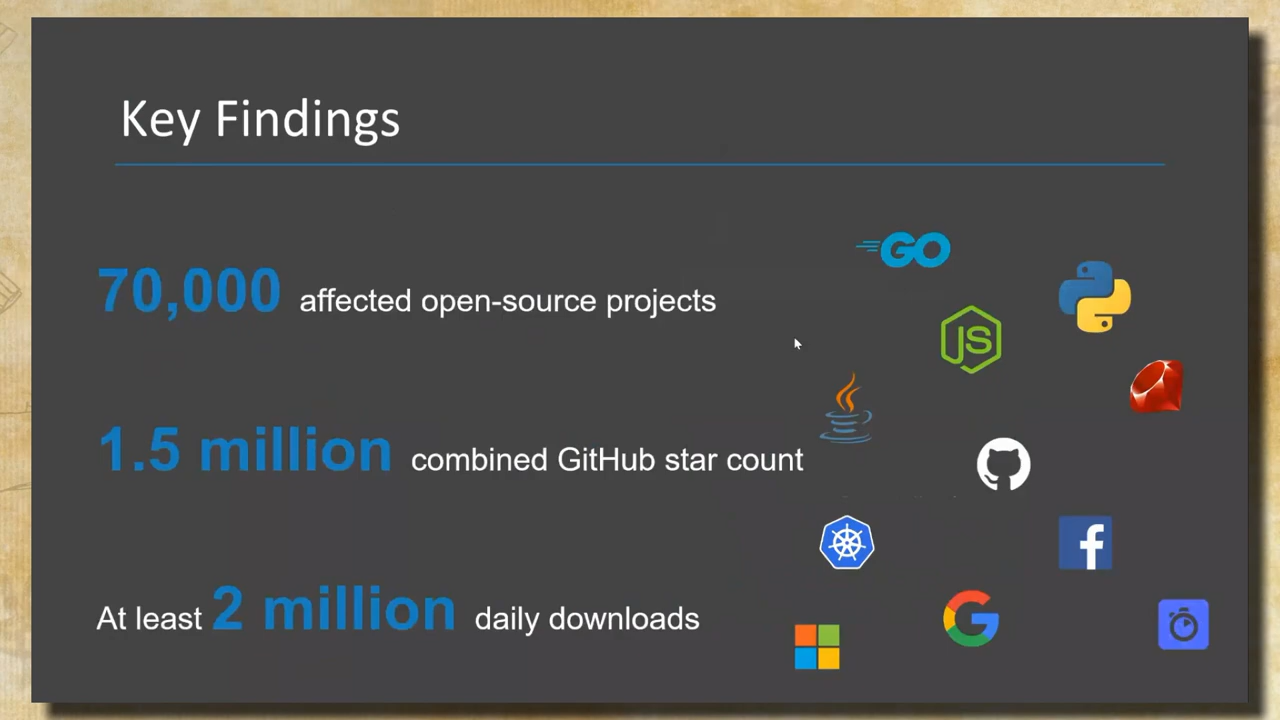 Key Findings
70,000 affected open-source projects
1.5 million combined GitHub star count
At least 2 million daily downloads
GO
JS
f
G